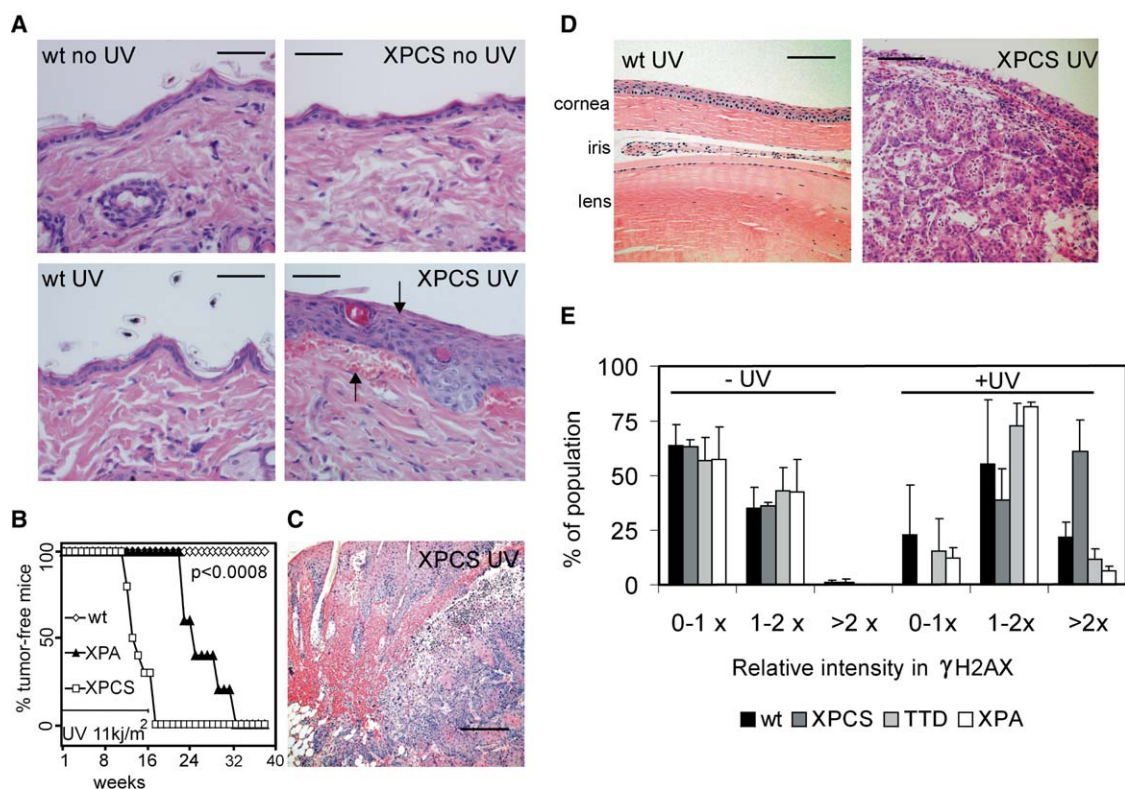 A
wt no UV
XPCS no UV
wt UV
XPCS UV
B
% tumor-free mice
100
50
0
p<0.0008
wt
XPA
XPCS
UV 11kj/m2
1 8 16 24 32 40
weeks
C
XPCS UV
D
wt UV
XPCS UV
cornea
iris
lens
E
% of population
100
75
50
25
0
- UV
+UV
0-1 x 1-2 x >2 x 0-1x 1-2x >2x
Relative intensity in γH2AX
wt XPCS TTD XPA